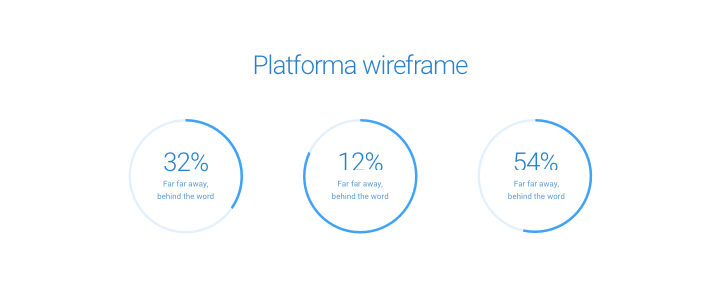 Platforma wireframe
32%
Far far away,
behind the word
12%
Far far away,
behind the word
54%
Far far away,
behind the word